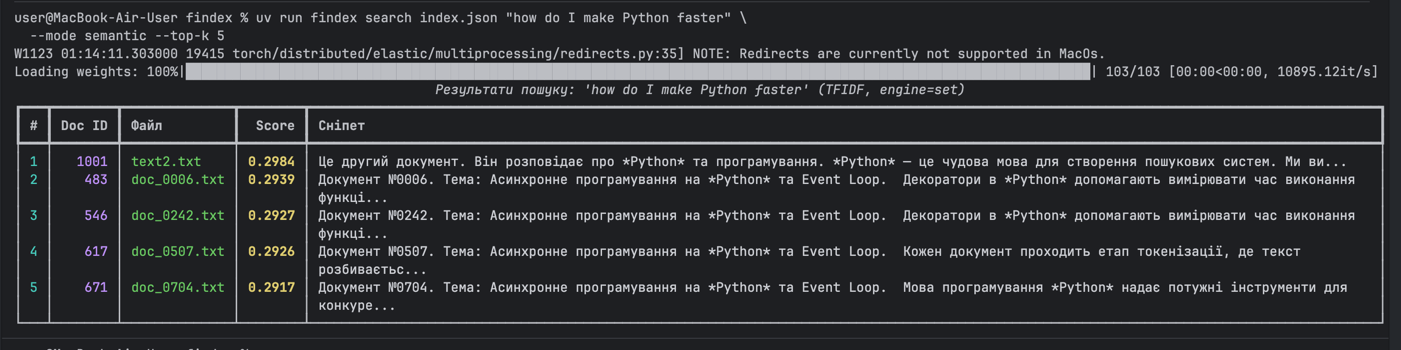 user@MacBook-Air-User findex % uv run findex search index.json "how do I make Python faster" \
--mode semantic --top-k 5
W1123 01:14:11.303000 19415 torch/distributed/elastic/multiprocessing/redirects.py:35] NOTE: Redirects are currently not supported in MacOs.
Loading weights: 100%| | 103/103 [00:00<00:00, 10895.12it/s]
Результати пошуку: 'how do I make Python faster' (TFIDF, engine=set)
# Doc ID Файл Score Сніпет
1 1001 text2.txt 0.2984 Це другий документ. Він розповідає про *Python* та програмування. *Python* — це чудова мова для створення пошукових систем. Ми ви...
2 483 doc_0006.txt 0.2939 Документ №0006. Тема: Асинхронне програмування на *Python* та Event Loop. Декоратори в *Python* допомагають вимірювати час виконання
функці...
3 546 doc_0242.txt 0.2927 Документ №0242. Тема: Асинхронне програмування на *Python* та Event Loop. Декоратори в *Python* допомагають вимірювати час виконання
функці...
4 617 doc_0507.txt 0.2926 Документ №0507. Тема: Асинхронне програмування на *Python* та Event Loop. Кожен документ проходить етап токенізації, де текст
розбиваєтьс...
5 671 doc_0704.txt 0.2917 Документ №0704. Тема: Асинхронне програмування на *Python* та Event Loop. Мова програмування *Python* надає потужні інструменти для
конкуре...